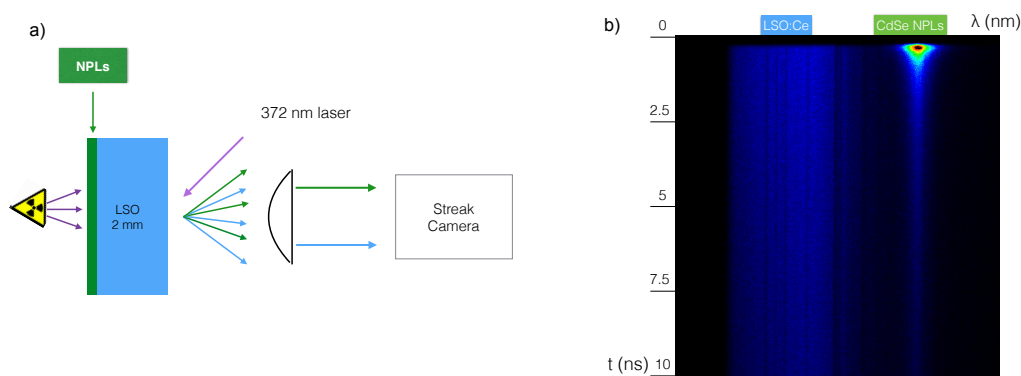 a)
NPLs
372 nm laser
LSO
2 mm
Streak
Camera
b)
0
LSO:Ce
CdSe NPLs
λ (nm)
2.5
5
7.5
t (ns)
10